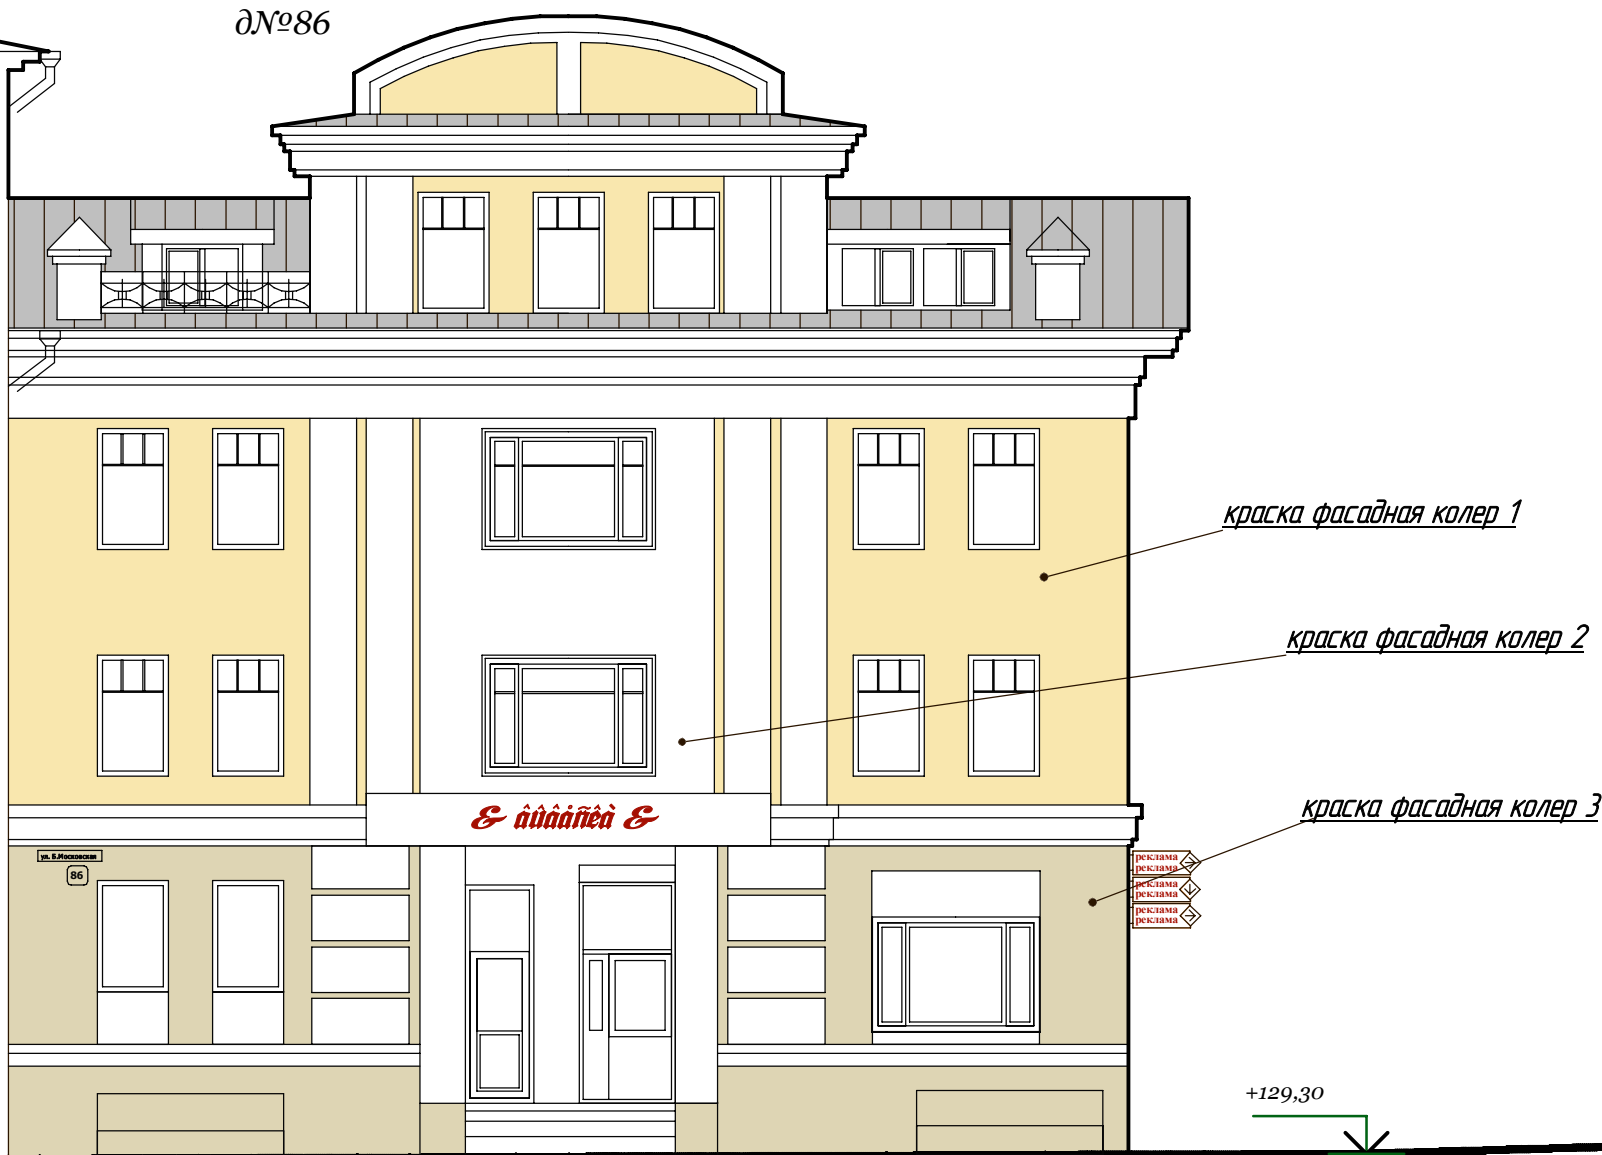 д№86
краска фасадная колер 1
краска фасадная колер 2
краска фасадная колер 3
& âûâåñêà &
ул. Б.Московская
86
реклама
реклама
реклама
реклама
реклама
реклама
+129,30